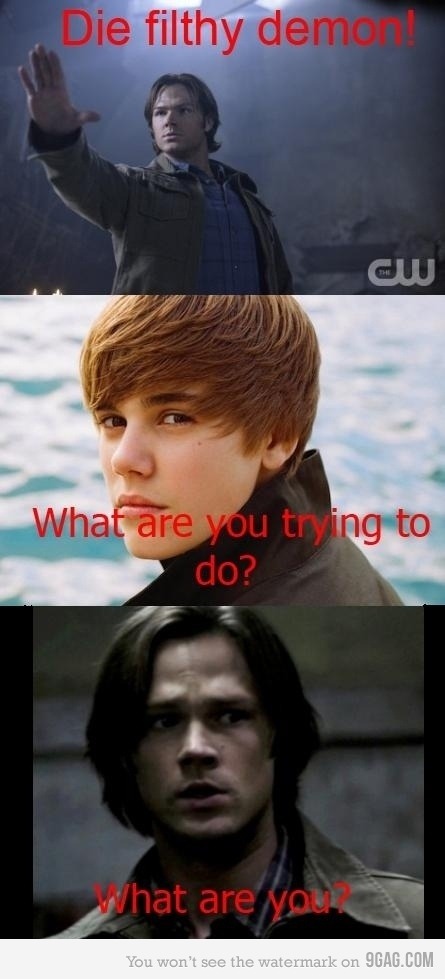 Die filthy demon!
THE CW
What are you trying to
do?
What are you?
You won't see the watermark on 9GAG.COM